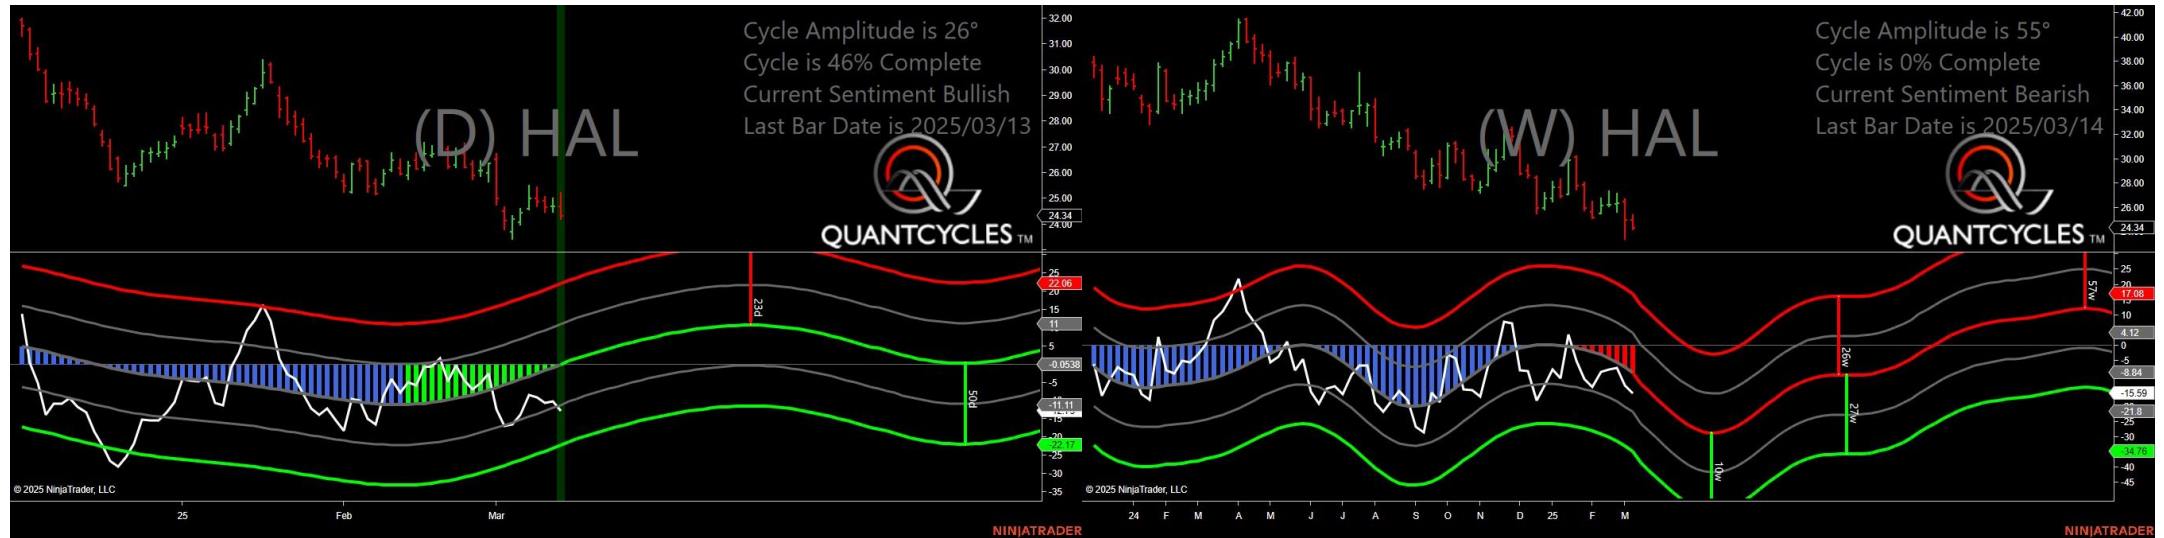 Cycle Amplitude is 26°
Cycle is 46% Complete
Current Sentiment Bullish
Last Bar Date is 2025/03/13
(D) HAL
QUANTCYCLES TM
32.00
31.00
30.00
29.00
28.00
27.00
26.00
25.00
24.34
24.00
25
22.06
20
15
11
5
-0.0538
-5
-11.11
-15
-20
-22.17
-25
-30
-35
23d
50d
© 2025 NinjaTrader, LLC
25 Feb Mar
NINJATRADER
Cycle Amplitude is 55°
Cycle is 0% Complete
Current Sentiment Bearish
Last Bar Date is 2025/03/14
(W) HAL
QUANTCYCLES TM
42.00
40.00
38.00
36.00
34.00
32.00
30.00
28.00
26.00
24.34
25
17.08
15
10
4.12
0
-5
-8.84
-15.59
-21.8
-25
-30
-34.76
-40
-45
10w
26w
27w
57w
© 2025 NinjaTrader, LLC
24 F M A M J J A S O N D 25 F M
NINJATRADER